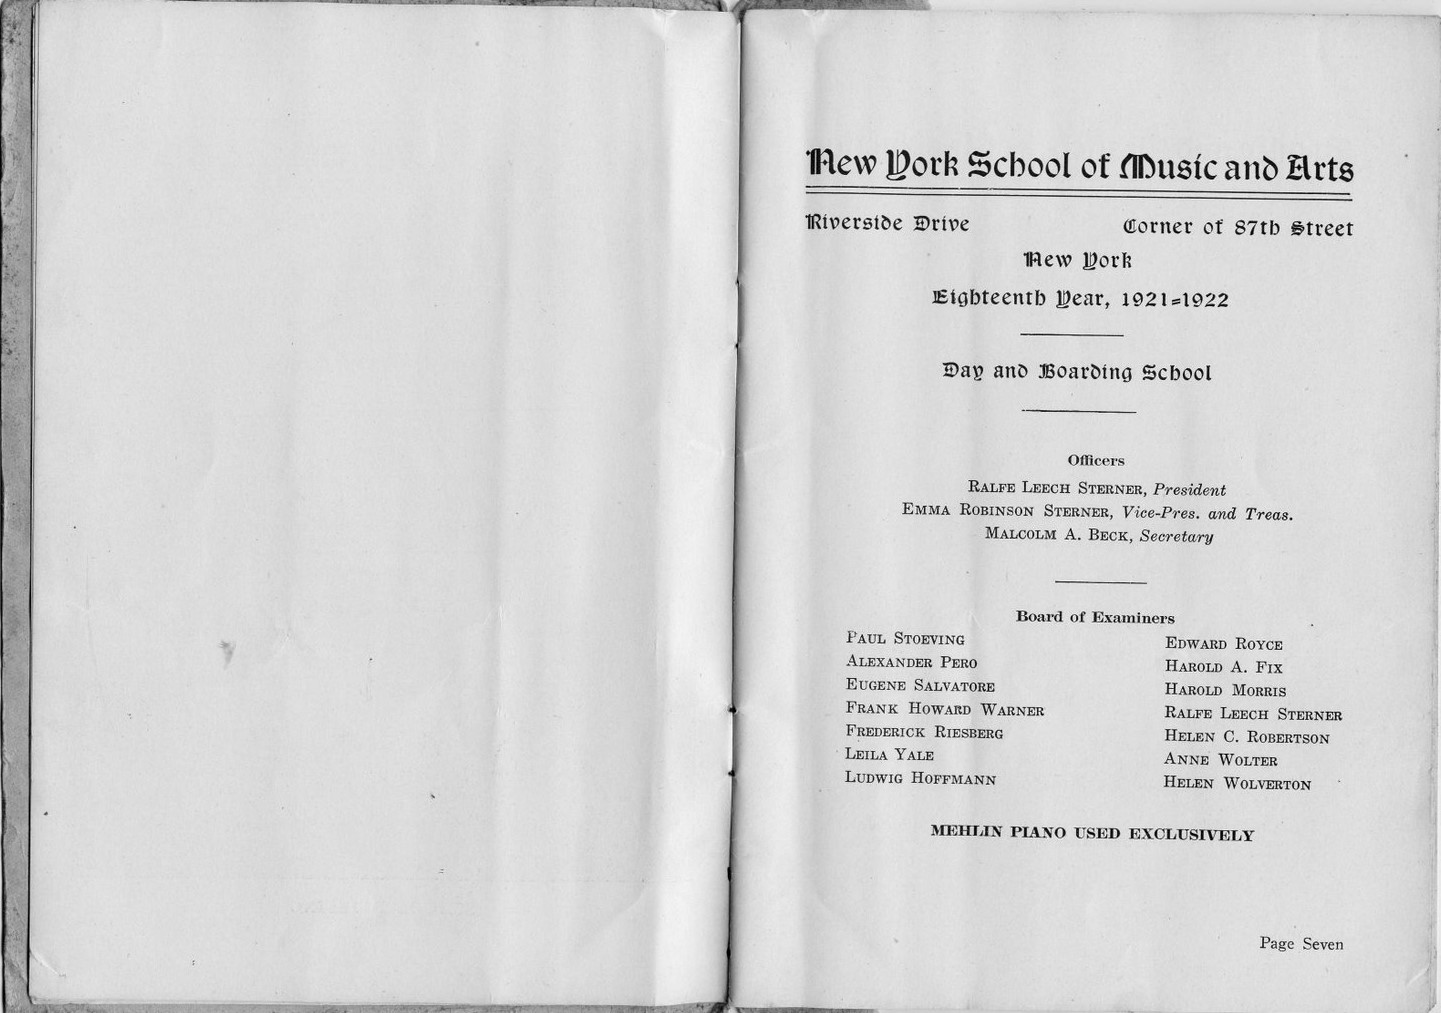 New York School of Music and Arts
Riverside Drive Corner of 87th Street
New York
Eighteenth Year, 1921=1922
Day and Boarding School
Officers
RALFE LEECH STERNER, President
EMMA ROBINSON STERNER, Vice-Pres. and Treas.
MALCOLM A. BECK, Secretary
Board of Examiners
PAUL STOEVING
ALEXANDER PERO
EUGENE SALVATORE
FRANK HOWARD WARNER
FREDERICK RIESBERG
LEILA YALE
LUDWIG HOFFMANN
EDWARD ROYCE
HAROLD A. FIX
HAROLD MORRIS
RALFE LEECH STERNER
HELEN C. ROBERTSON
ANNE WOLTER
HELEN WOLVERTON
MEHLIN PIANO USED EXCLUSIVELY
Page Seven